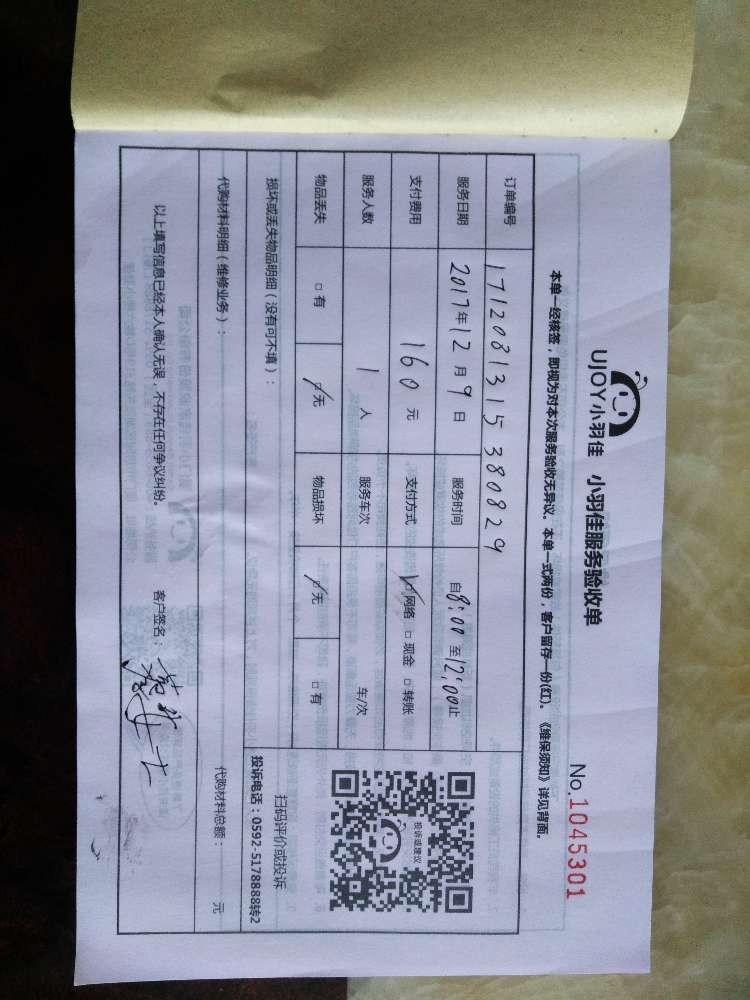 UJOY小羽佳 小羽佳服务验收单
No.1045301
本单一经核签，即视为对本次服务验收无异议。本单一式两份，客户留存一份(红)。《维保须知》详见背面。
订单编号 1712081315380829
服务日期 2017年12月9日 服务时间 自8:00至12:00止
支付费用 160元 支付方式 ☑网络 □现金 □转账
服务人数 1人 服务车次 车/次
物品丢失 □有 ☑无 物品损坏 ☑无 □有
投诉或建议
扫码评价或投诉
投诉电话：0592-5178888转2
损坏或丢失物品明细（没有可不填）：
代购材料明细（维修业务）： 代购材料总额： 元
以上填写信息已经本人确认无误，不存在任何争议纠纷。 客户签名：